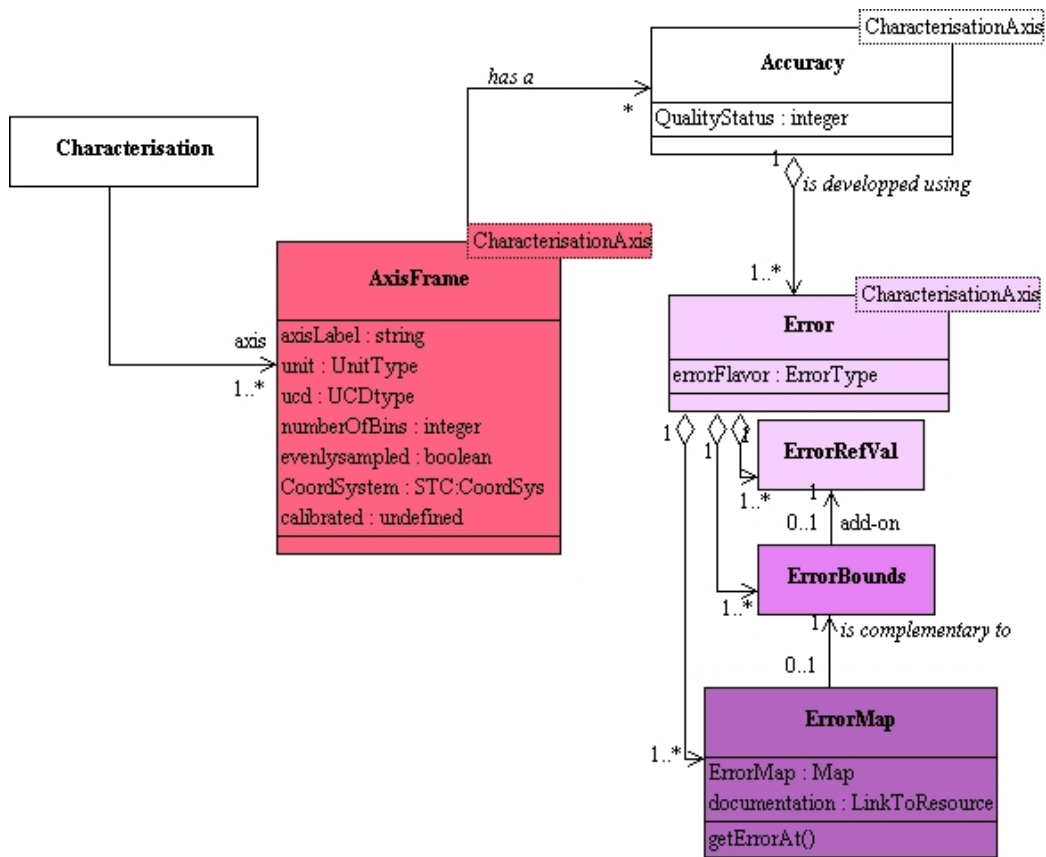 CharacterisationAxis
Accuracy
has a
*
QualityStatus : integer
Characterisation
1
is developped using
CharacterisationAxis
AxisFrame
1..*
CharacterisationAxis
Error
axis
axisLabel : string
1..*
unit : UnitType
errorFlavor : ErrorType
ucd : UCDtype
numberOfBins : integer
1
1
1
evenlysampled : boolean
ErrorRefVal
CoordSystem : STC:CoordSys
1..*
1
calibrated : undefined
0..1
add-on
ErrorBounds
1..*
1
is complementary to
0..1
ErrorMap
1..*
ErrorMap : Map
documentation : LinkToResource
getErrorAt()